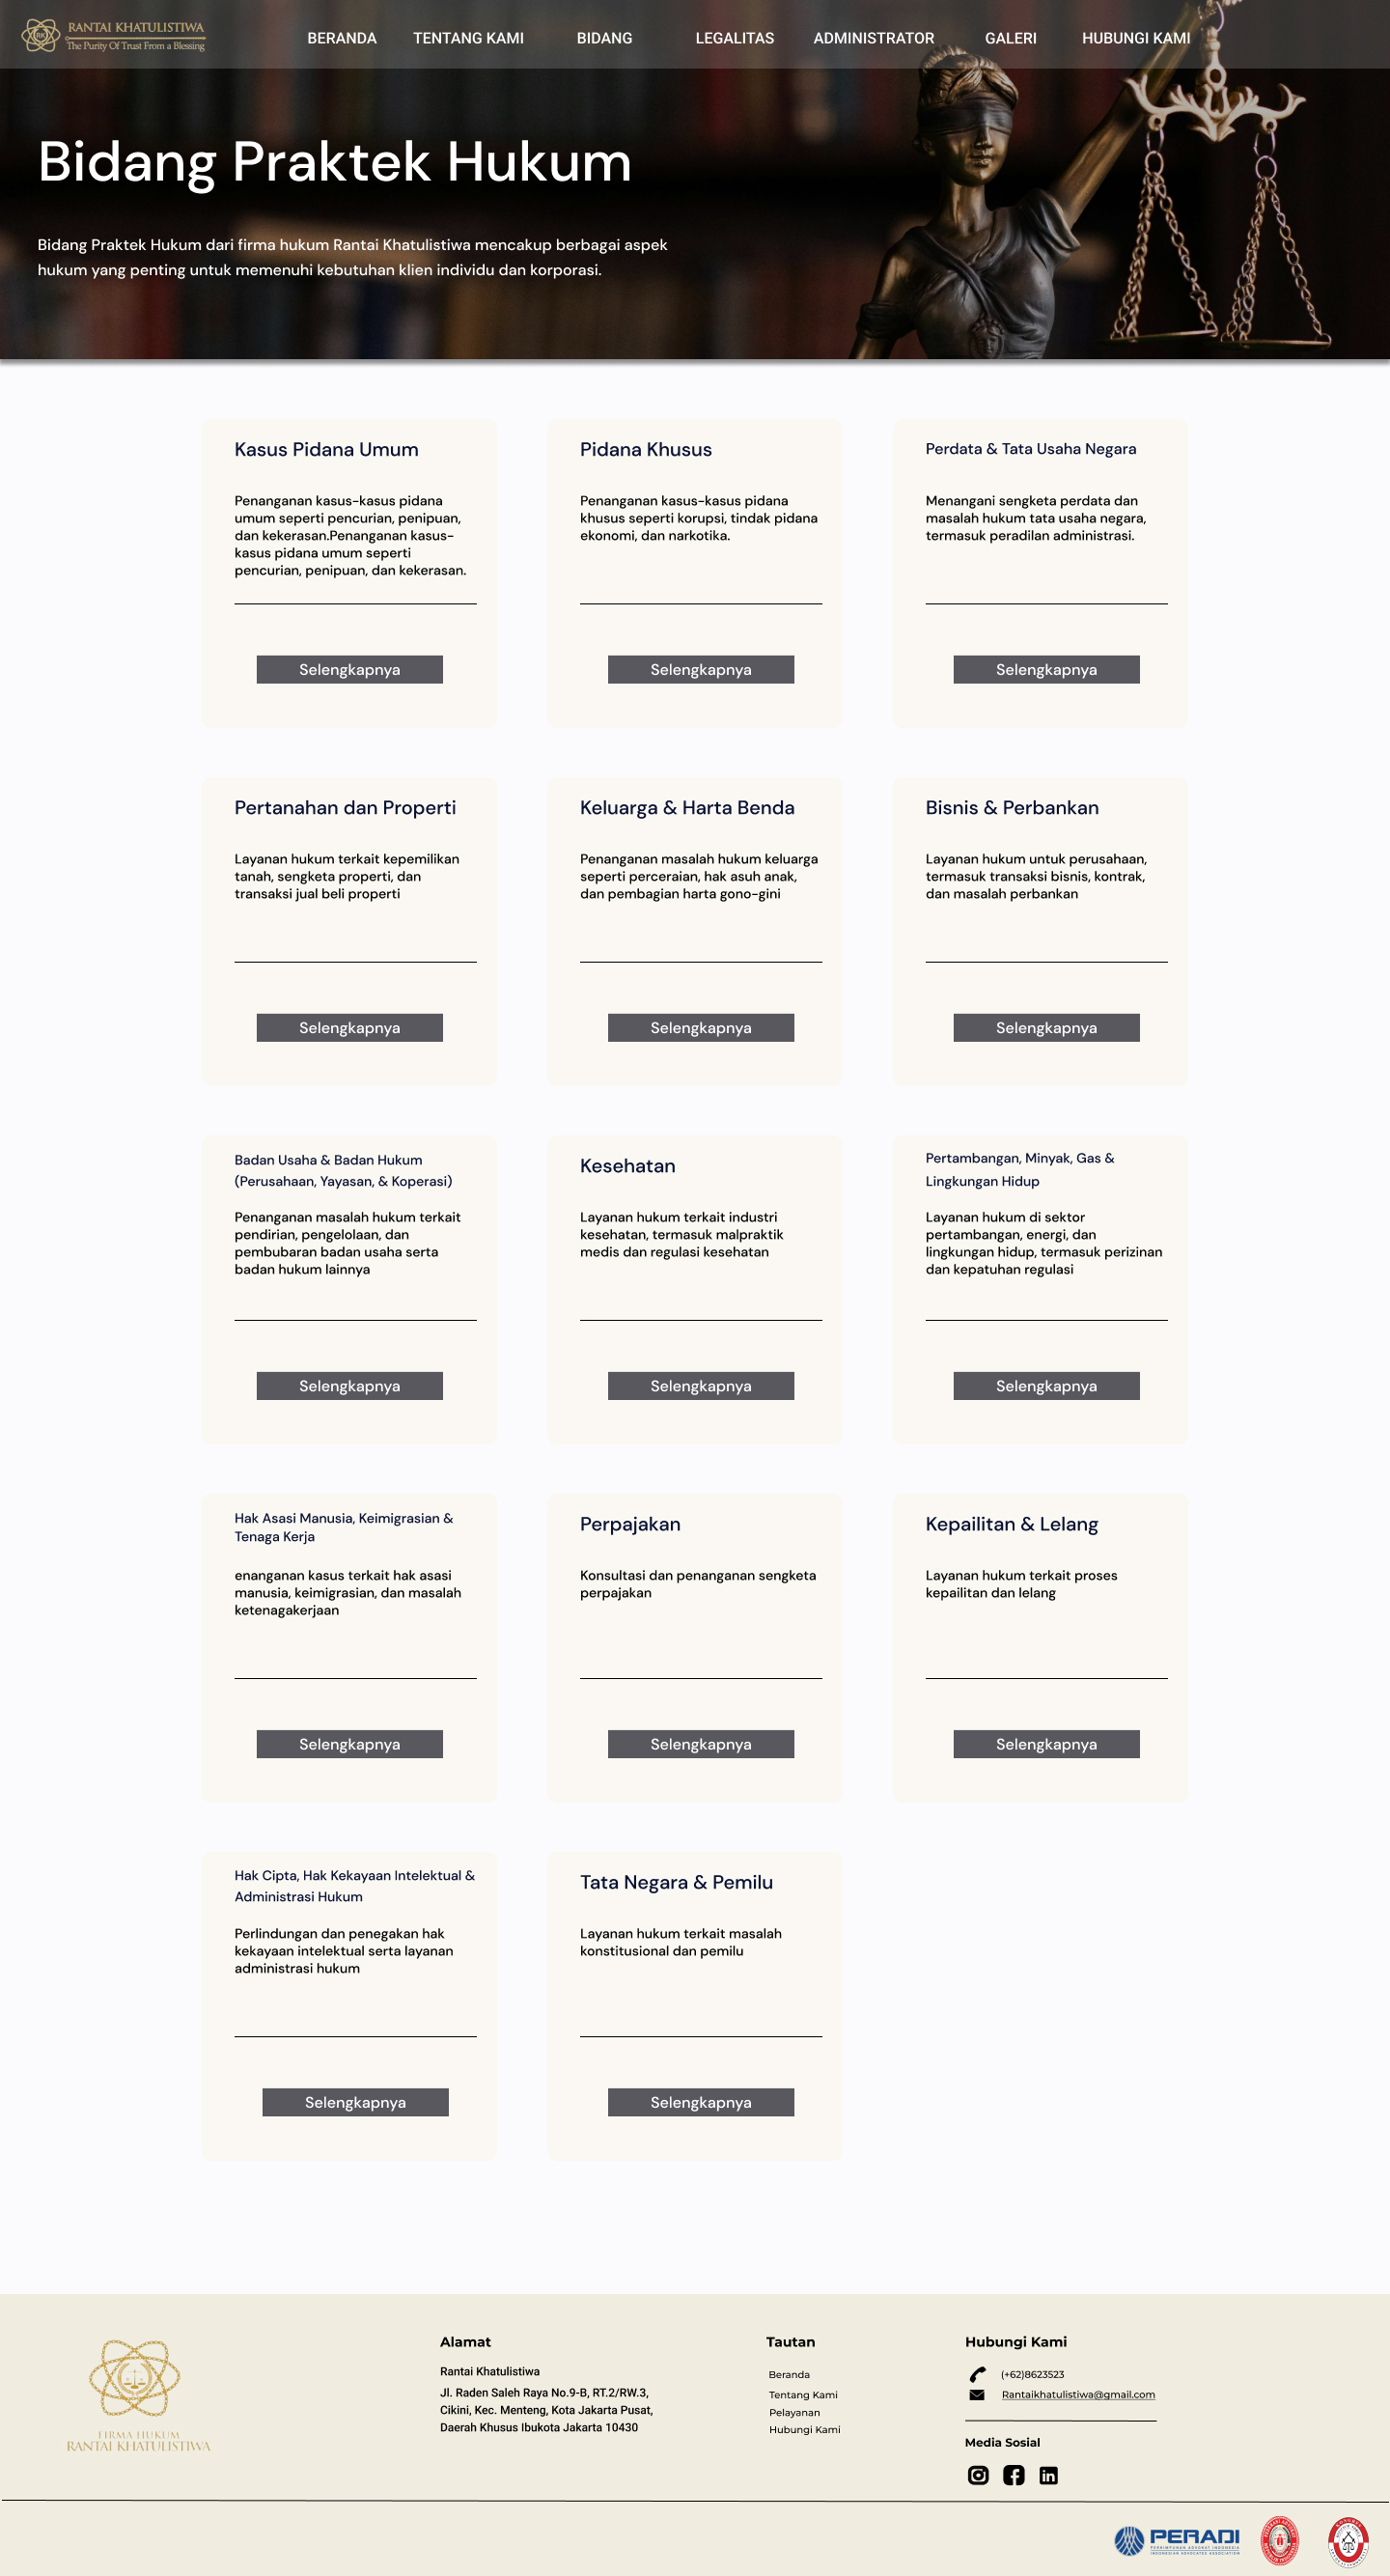 RANTAI KHATULISTIWA
The Purity Of Trust From a Blessing
BERANDA
TENTANG KAMI
BIDANG
LEGALITAS
ADMINISTRATOR
GALERI
HUBUNGI KAMI
Bidang Praktek Hukum
Bidang Praktek Hukum dari firma hukum Rantai Khatulistiwa mencakup berbagai aspek
hukum yang penting untuk memenuhi kebutuhan klien individu dan korporasi.
Kasus Pidana Umum
Penanganan kasus-kasus pidana
umum seperti pencurian, penipuan,
dan kekerasan.Penanganan kasus-
kasus pidana umum seperti
pencurian, penipuan, dan kekerasan.
Selengkapnya
Pidana Khusus
Penanganan kasus-kasus pidana
khusus seperti korupsi, tindak pidana
ekonomi, dan narkotika.
Selengkapnya
Perdata & Tata Usaha Negara
Menangani sengketa perdata dan
masalah hukum tata usaha negara,
termasuk peradilan administrasi.
Selengkapnya
Pertanahan dan Properti
Layanan hukum terkait kepemilikan
tanah, sengketa properti, dan
transaksi jual beli properti
Selengkapnya
Keluarga & Harta Benda
Penanganan masalah hukum keluarga
seperti perceraian, hak asuh anak,
dan pembagian harta gono-gini
Selengkapnya
Bisnis & Perbankan
Layanan hukum untuk perusahaan,
termasuk transaksi bisnis, kontrak,
dan masalah perbankan
Selengkapnya
Badan Usaha & Badan Hukum
(Perusahaan, Yayasan, & Koperasi)
Penanganan masalah hukum terkait
pendirian, pengelolaan, dan
pembubaran badan usaha serta
badan hukum lainnya
Selengkapnya
Kesehatan
Layanan hukum terkait industri
kesehatan, termasuk malpraktik
medis dan regulasi kesehatan
Selengkapnya
Pertambangan, Minyak, Gas &
Lingkungan Hidup
Layanan hukum di sektor
pertambangan, energi, dan
lingkungan hidup, termasuk perizinan
dan kepatuhan regulasi
Selengkapnya
Hak Asasi Manusia, Keimigrasian &
Tenaga Kerja
enanganan kasus terkait hak asasi
manusia, keimigrasian, dan masalah
ketenagakerjaan
Selengkapnya
Perpajakan
Konsultasi dan penanganan sengketa
perpajakan
Selengkapnya
Kepailitan & Lelang
Layanan hukum terkait proses
kepailitan dan lelang
Selengkapnya
Hak Cipta, Hak Kekayaan Intelektual &
Administrasi Hukum
Perlindungan dan penegakan hak
kekayaan intelektual serta layanan
administrasi hukum
Selengkapnya
Tata Negara & Pemilu
Layanan hukum terkait masalah
konstitusional dan pemilu
Selengkapnya
FIRMA HUKUM
RANTAI KHATULISTIWA
Alamat
Rantai Khatulistiwa
Jl. Raden Saleh Raya No.9-B, RT.2/RW.3,
Cikini, Kec. Menteng, Kota Jakarta Pusat,
Daerah Khusus Ibukota Jakarta 10430
Tautan
Beranda
Tentang Kami
Pelayanan
Hubungi Kami
Hubungi Kami
(+62)8623523
Rantaikhatulistiwa@gmail.com
Media Sosial
PERADI
PERHIMPUNAN ADVOKAT INDONESIA
INDONESIAN ADVOCATES ASSOCIATION